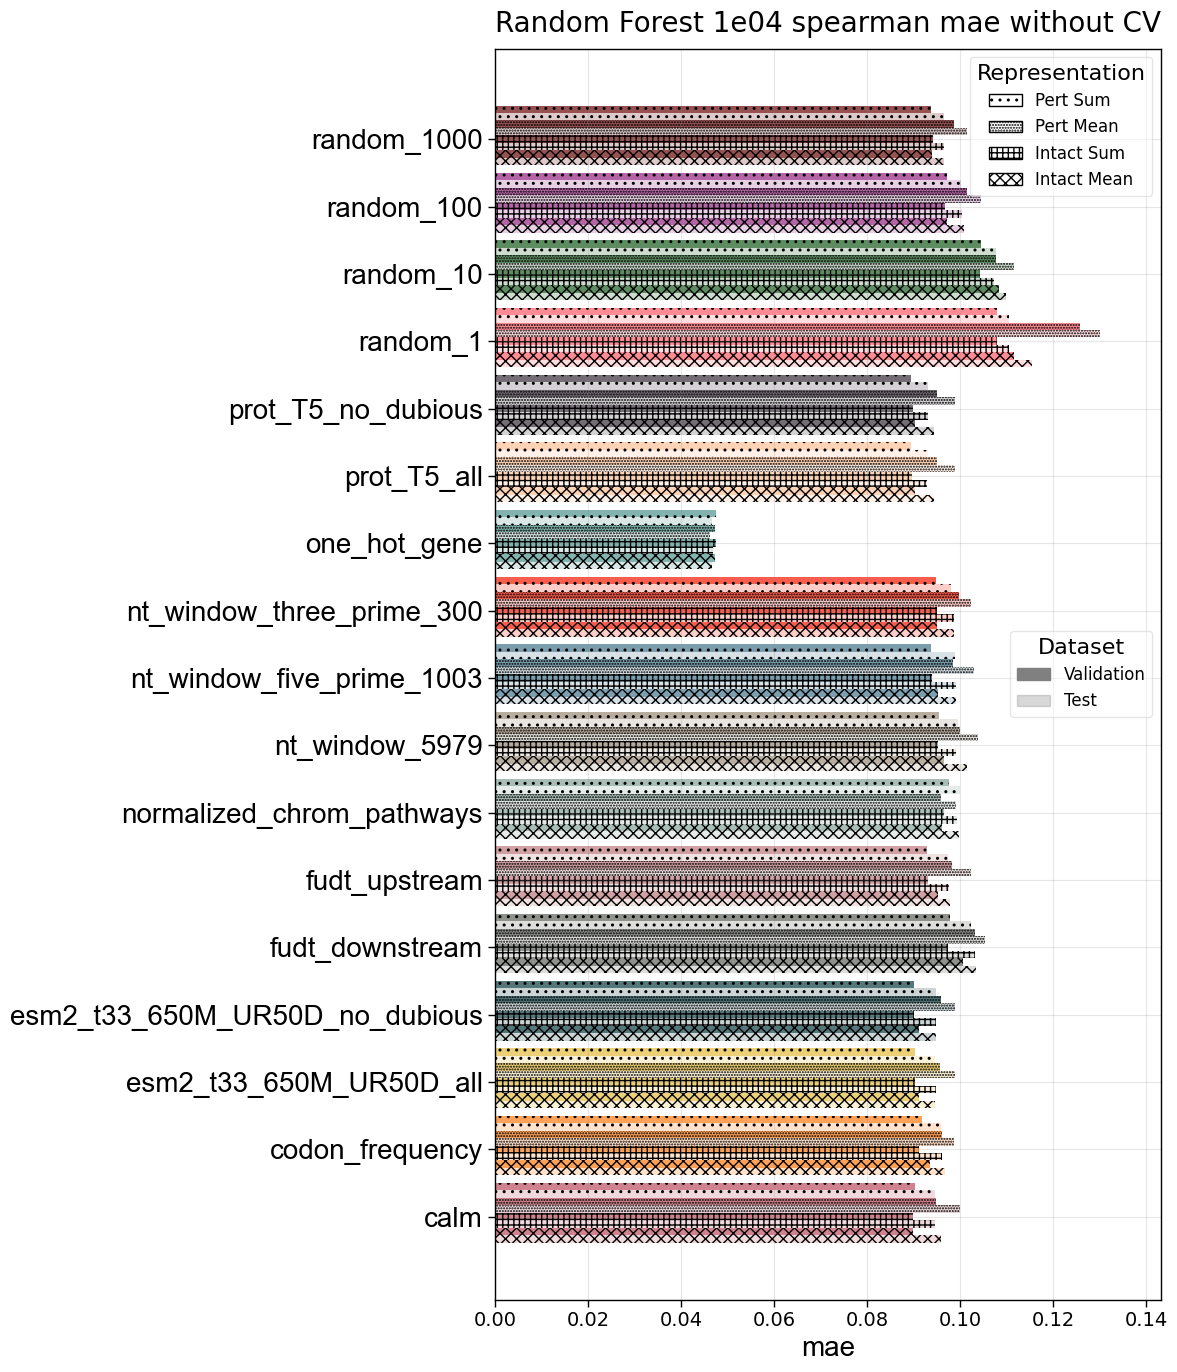 Random Forest 1e04 spearman mae without CV
Representation
Pert Sum
Pert Mean
Intact Sum
Intact Mean
random_1000
random_100
random_10
random_1
prot_T5_no_dubious
prot_T5_all
one_hot_gene
nt_window_three_prime_300
nt_window_five_prime_1003
nt_window_5979
normalized_chrom_pathways
fudt_upstream
fudt_downstream
esm2_t33_650M_UR50D_no_dubious
esm2_t33_650M_UR50D_all
codon_frequency
calm
Dataset
Validation
Test
0.00 0.02 0.04 0.06 0.08 0.10 0.12 0.14
mae